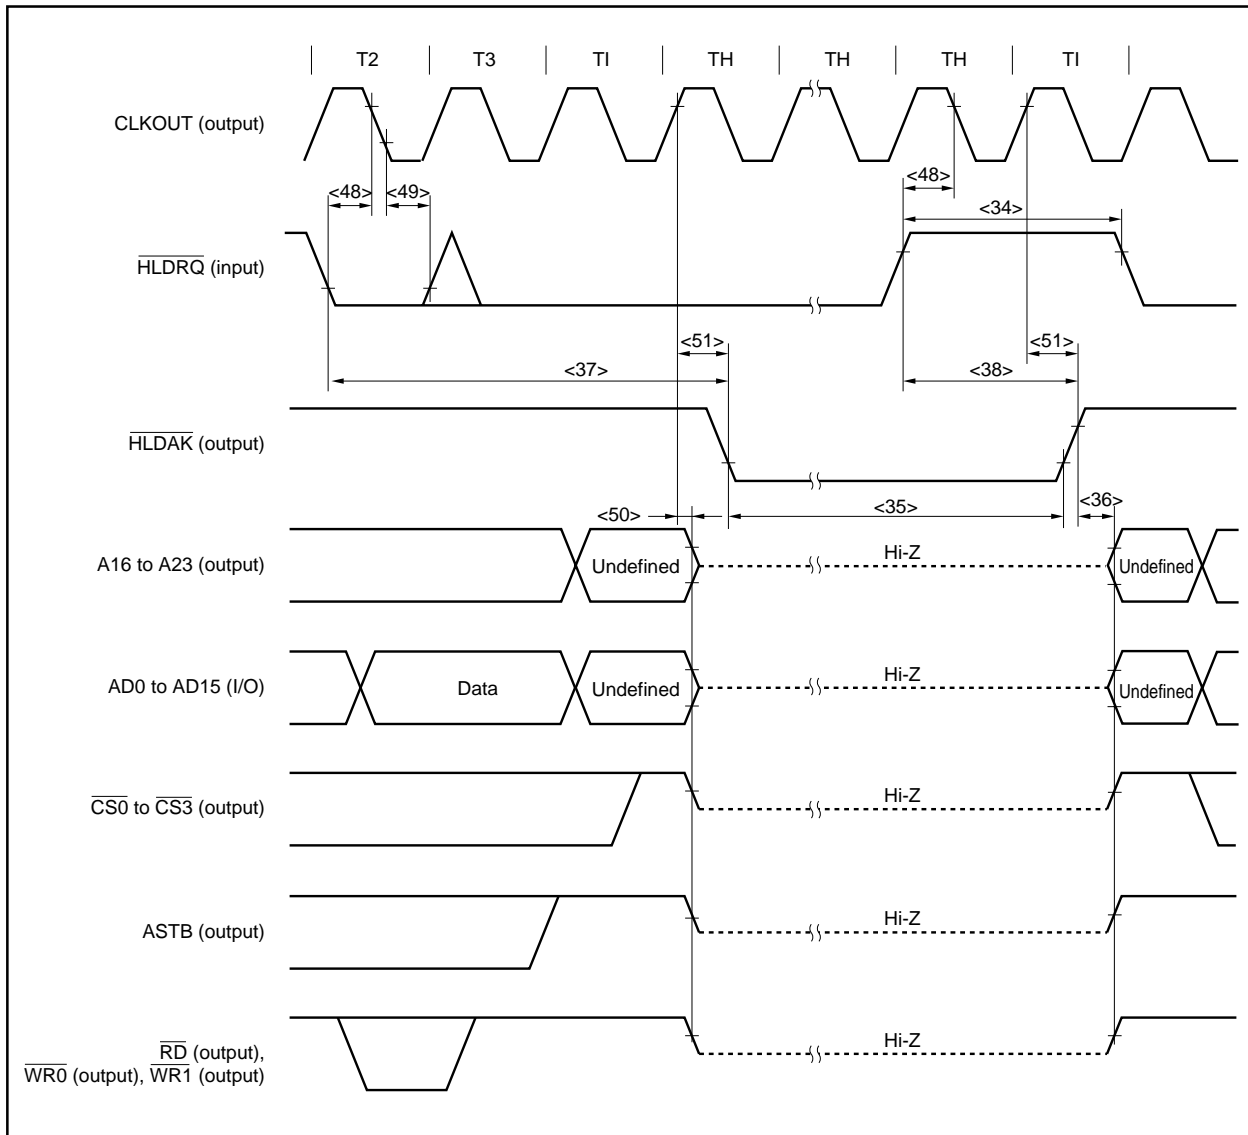 T2 T3 TI TH TH TH TI
CLKOUT (output)
<48> <49> <48>
<34>
HLDRQ (input)
<51> <51>
<37> <38>
HLDAK (output)
<50> <35> <36>
A16 to A23 (output) Undefined Hi-Z Undefined
AD0 to AD15 (I/O) Data Undefined Hi-Z Undefined
CS0 to CS3 (output) Hi-Z
ASTB (output) Hi-Z
RD (output),
WR0 (output), WR1 (output) Hi-Z